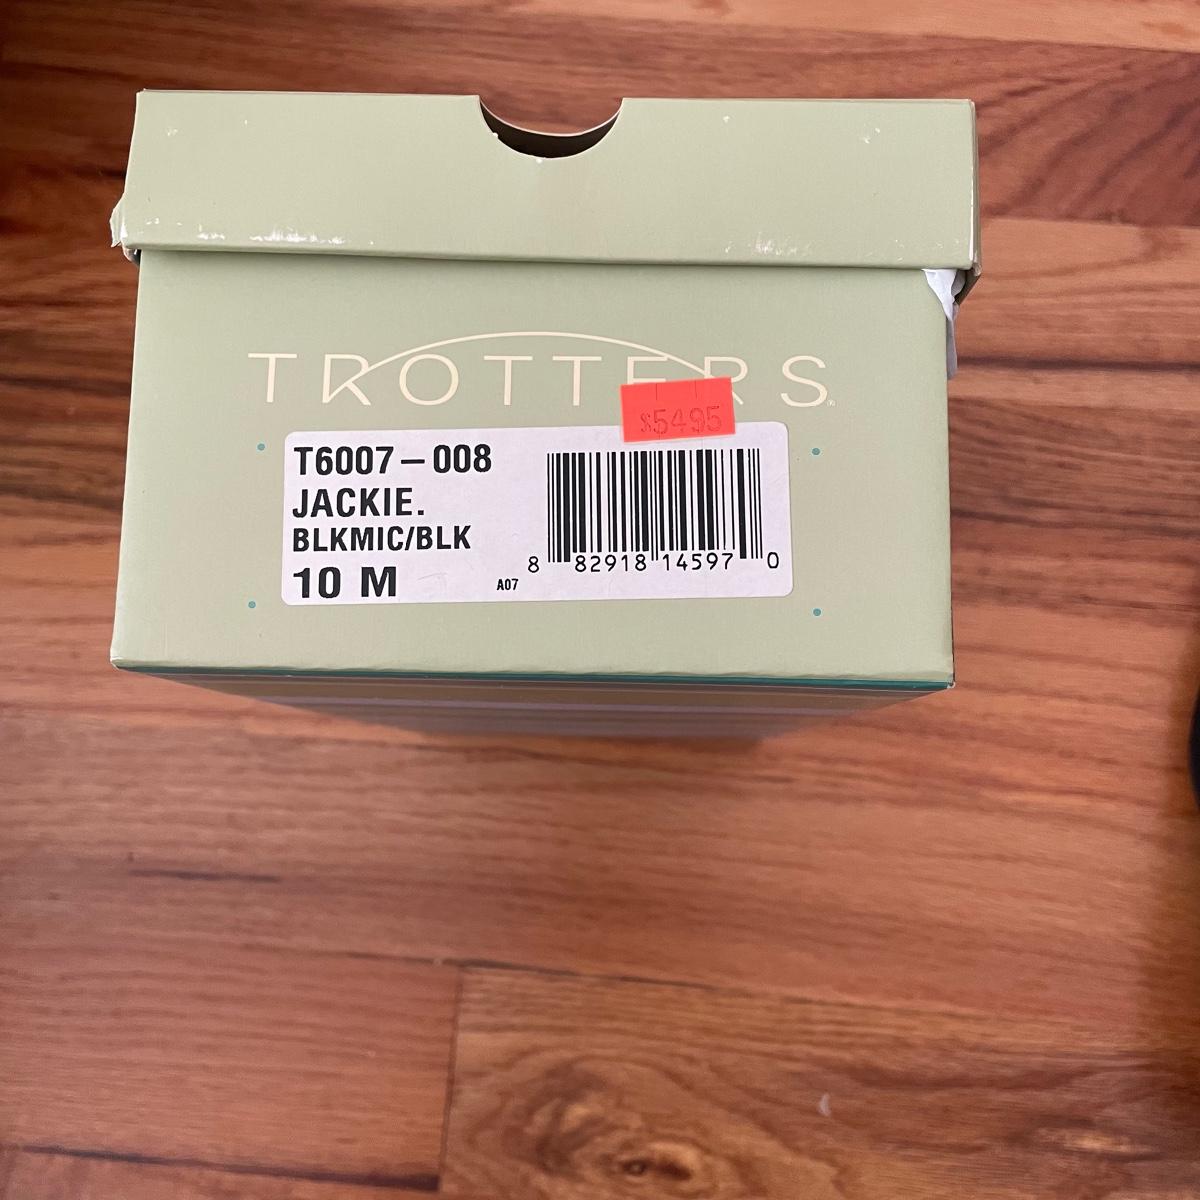 TROTTERS®
$5495
T6007-008
JACKIE.
BLKMIC/BLK
10 M
A07
8 82918 14597 0